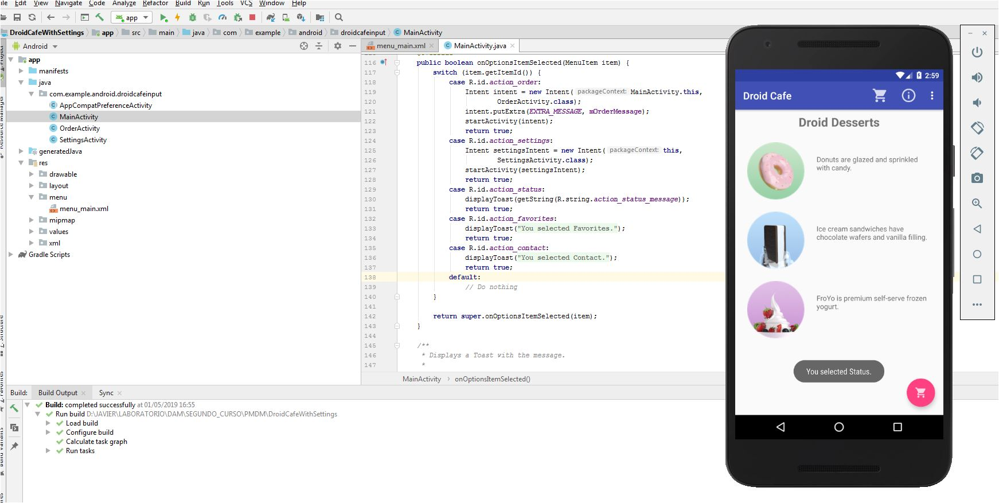 Edit View Navigate Code Analyze Refactor Build Run Tools VCS Window Help
app
DroidCafeWithSettings app src main java com example android droidcafeinput MainActivity
Android
app
manifests
java
com.example.android.droidcafeinput
AppCompatPreferenceActivity
MainActivity
OrderActivity
SettingsActivity
generatedJava
res
drawable
layout
menu
menu_main.xml
mipmap
values
xml
Gradle Scripts
menu_main.xml MainActivity.java
116 public boolean onOptionsItemSelected(MenuItem item) {
117 switch (item.getItemId()) {
118 case R.id.action_order:
119 Intent intent = new Intent( packageContext: MainActivity.this,
120 OrderActivity.class);
121 intent.putExtra(EXTRA_MESSAGE, mOrderMessage);
122 startActivity(intent);
123 return true;
124 case R.id.action_settings:
125 Intent settingsIntent = new Intent( packageContext: this,
126 SettingsActivity.class);
127 startActivity(settingsIntent);
128 return true;
129 case R.id.action_status:
130 displayToast(getString(R.string.action_status_message));
131 return true;
132 case R.id.action_favorites:
133 displayToast("You selected Favorites.");
134 return true;
135 case R.id.action_contact:
136 displayToast("You selected Contact.");
137 return true;
138 default:
139 // Do nothing
140 }
141
142 return super.onOptionsItemSelected(item);
143 }
144
145 /**
146 * Displays a Toast with the message.
147 *
MainActivity onOptionsItemSelected()
Build: Build Output Sync
Build: completed successfully at 01/05/2019 16:55
Run build D:\JAVIER\LABORATORIO\DAM\SEGUNDO_CURSO\PMDM\DroidCafeWithSettings
Load build
Configure build
Calculate task graph
Run tasks
2:59
Droid Cafe
Droid Desserts
Donuts are glazed and sprinkled
with candy.
Ice cream sandwiches have
chocolate wafers and vanilla filling.
FroYo is premium self-serve frozen
yogurt.
You selected Status.